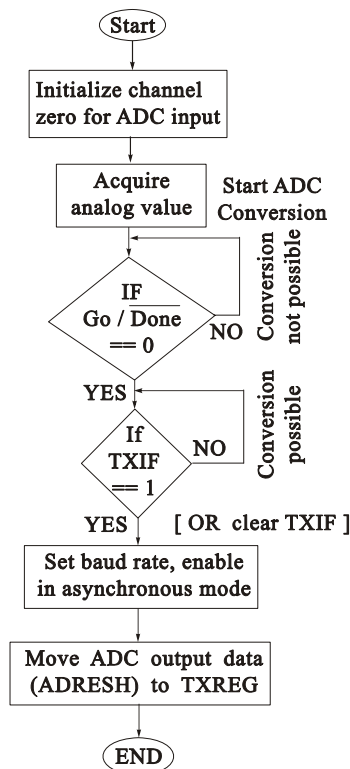 Start
Initialize channel
zero for ADC input
Acquire
analog value
Start ADC
Conversion
Conversion
not possible
IF
Go / Done
== 0
NO
YES
Conversion
possible
If
TXIF
== 1
NO
YES
[ OR clear TXIF ]
Set baud rate, enable
in asynchronous mode
Move ADC output data
(ADRESH) to TXREG
END